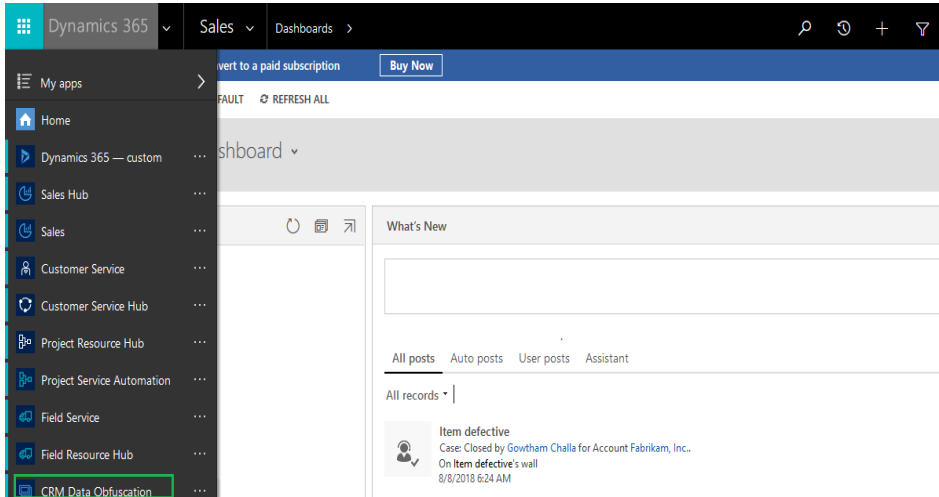 Dynamics 365 Sales Dashboards >
vert to a paid subscription Buy Now
My apps
FAULT REFRESH ALL
Home
shboard
Dynamics 365 — custom ...
Sales Hub ...
Sales ...
Customer Service ...
Customer Service Hub ...
Project Resource Hub ...
Project Service Automation ...
Field Service ...
Field Resource Hub ...
CRM Data Obfuscation ...
What's New
All posts Auto posts User posts Assistant
All records
Item defective
Case: Closed by Gowtham Challa for Account Fabrikam, Inc..
On Item defective's wall
8/8/2018 6:24 AM